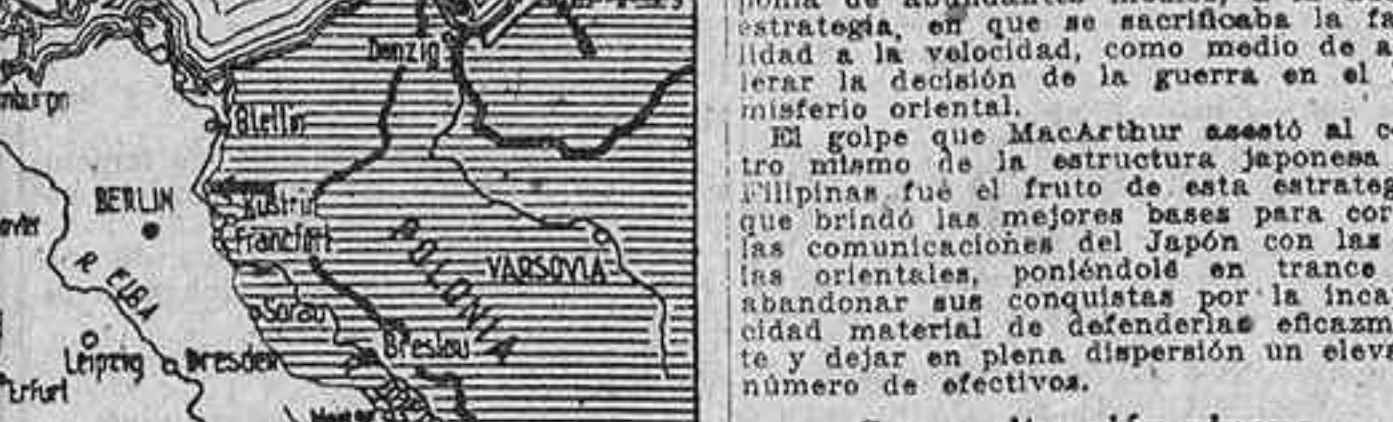 Danzig
BERLIN
Francfort
POLONIA
VARSOVIA
R. ELBA
Sorau
Breslau
Leipzig
Dresden
Erfurt
estrategia, en que se sacrificaba la fa
lidad a la velocidad, como medio de a
lerar la decisión de la guerra en el
misferio oriental.
El golpe que MacArthur asestó al c
tro mismo de la estructura japonesa
Filipinas fué el fruto de esta estrateg
que brindó las mejores bases para cor
las comunicaciones del Japón con las
las orientales, poniéndole en trance
abandonar sus conquistas por la inca
cidad material de defenderlas eficazm
te y dejar en plena dispersión un eleva
número de efectivos.